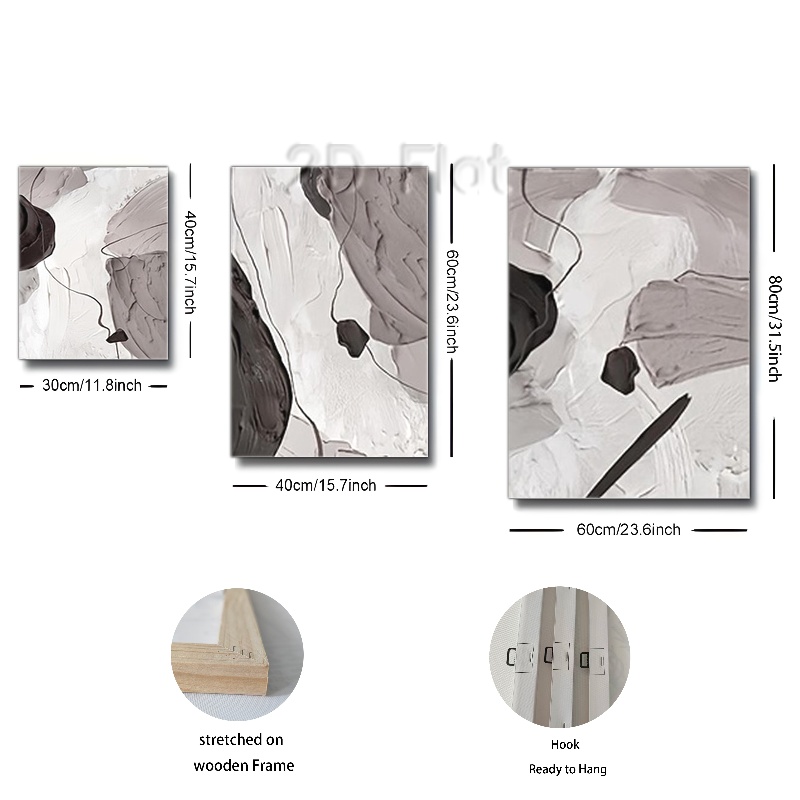 2D Flat
40cm/15.7inch
30cm/11.8inch
60cm/23.6inch
40cm/15.7inch
80cm/31.5inch
60cm/23.6inch
stretched on
wooden Frame
Hook
Ready to Hang